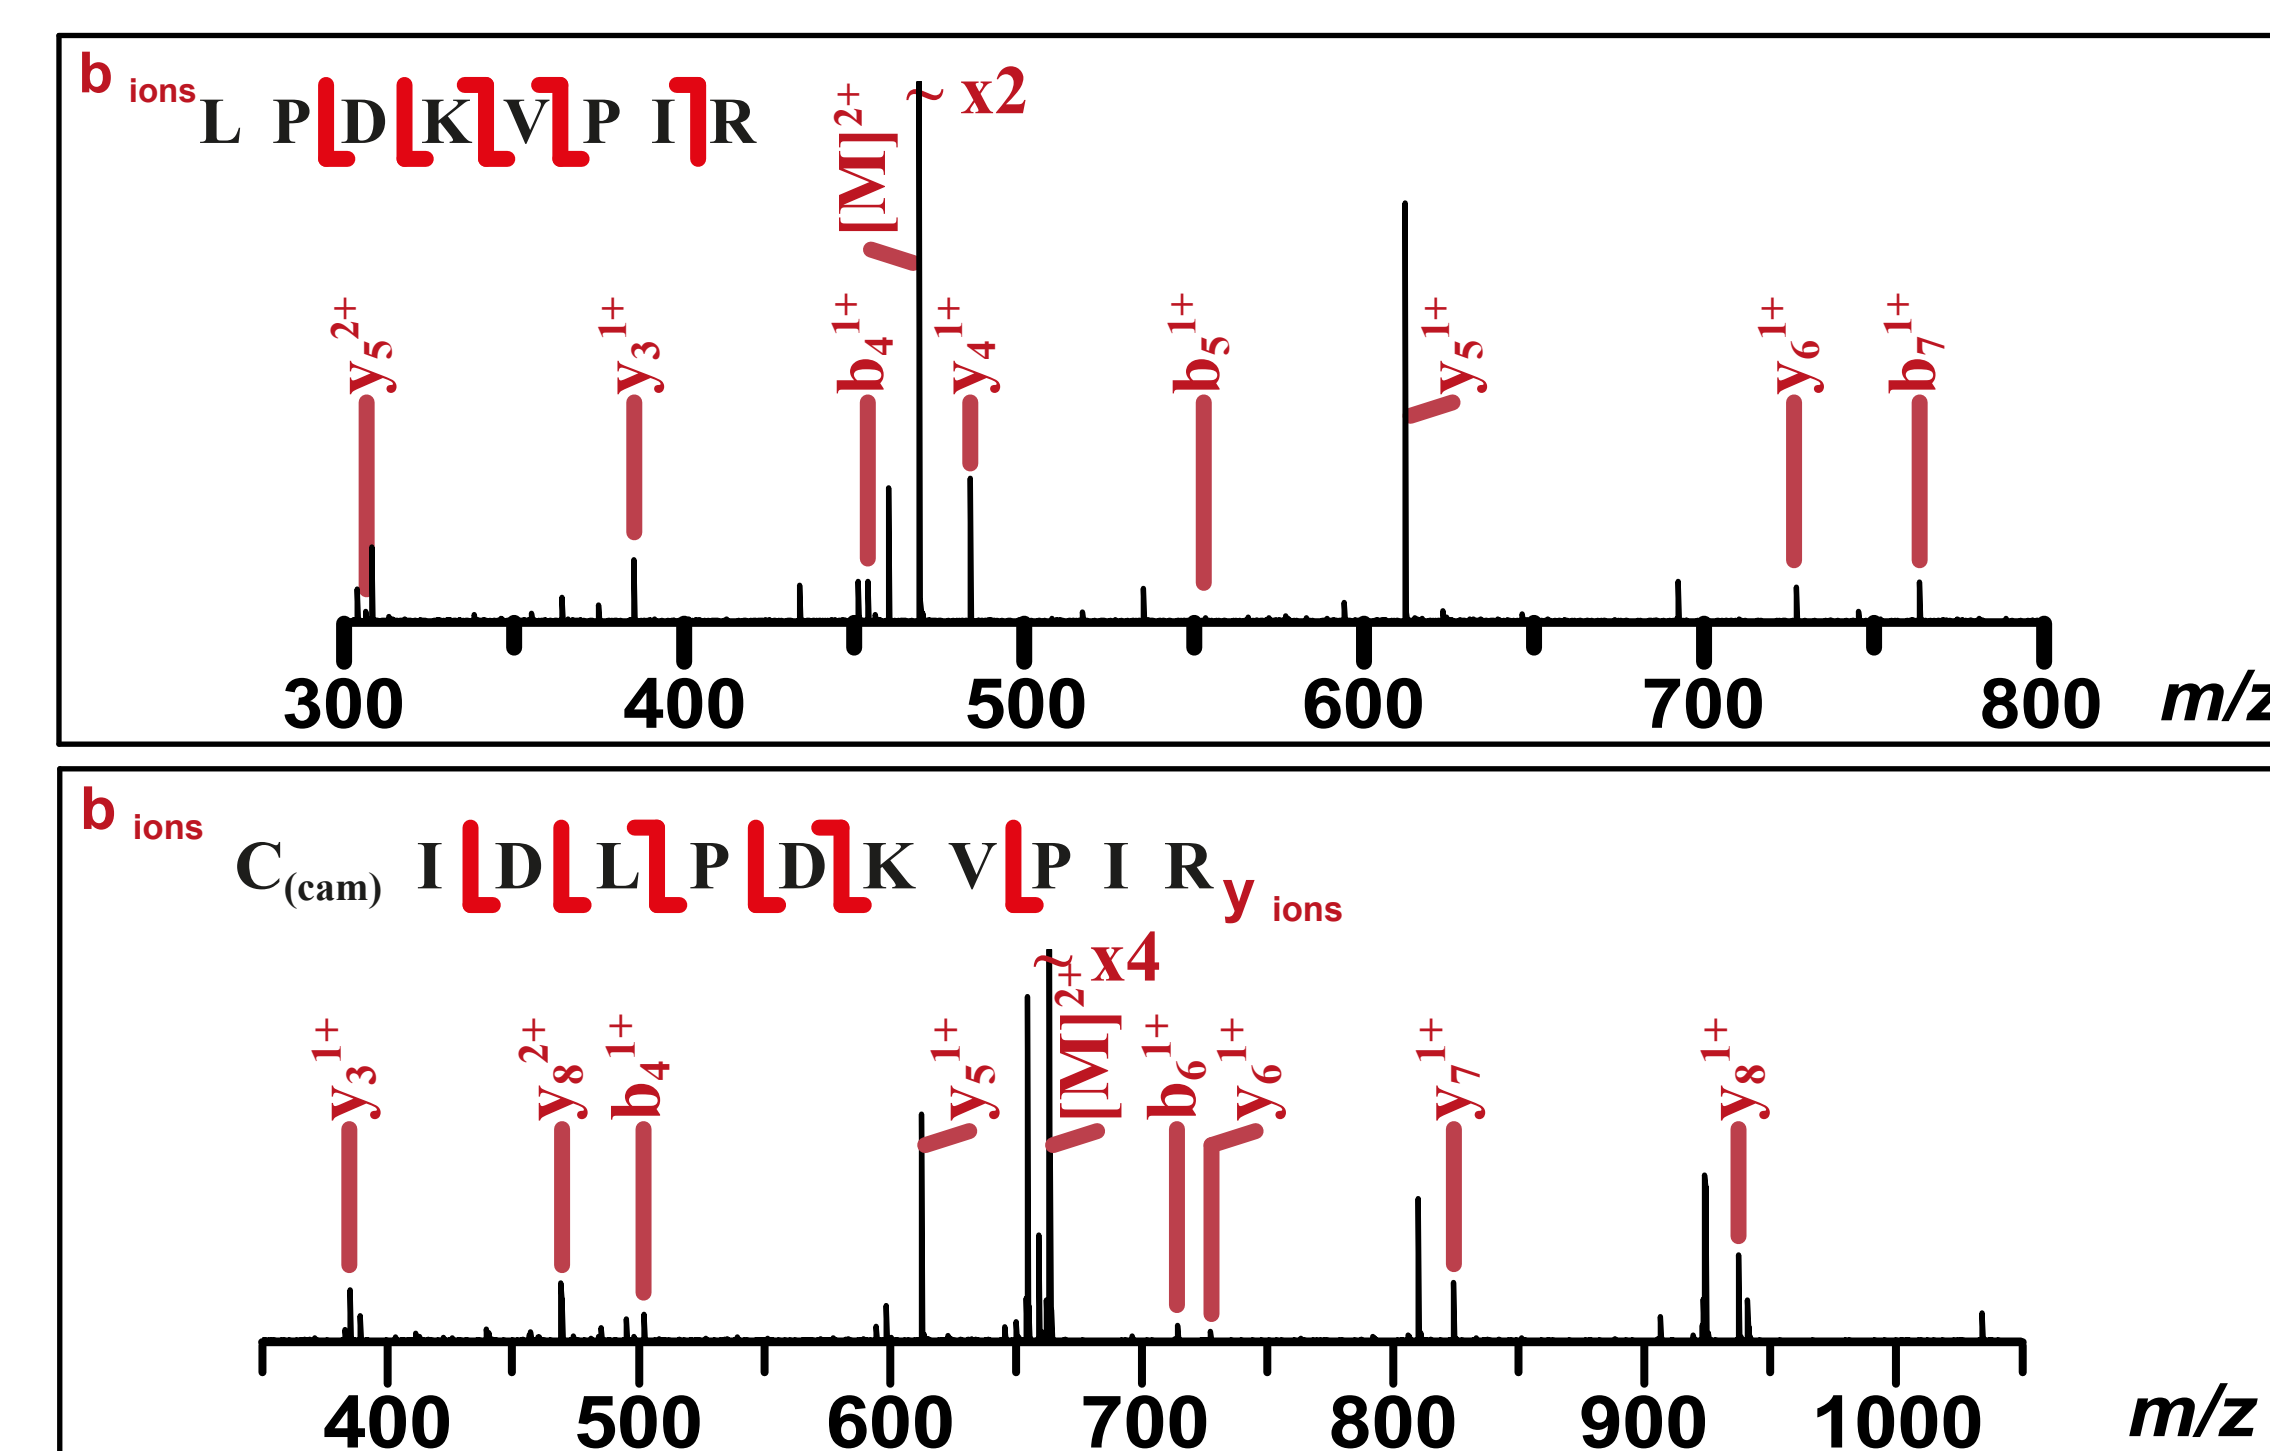 b ions L P D K V P I R
[M]2+ ~ x2
y5 2+ y3 1+ b4 1+ y4 1+ b5 1+ y5 1+ y6 1+ b7 1+
300 400 500 600 700 800 m/z
b ions C(cam) I D L P D K V P I R y ions
~ x4
y3 1+ y8 2+ b4 1+ y5 1+ [M]2+ b6 1+ y6 1+ y7 1+ y8 1+
400 500 600 700 800 900 1000 m/z